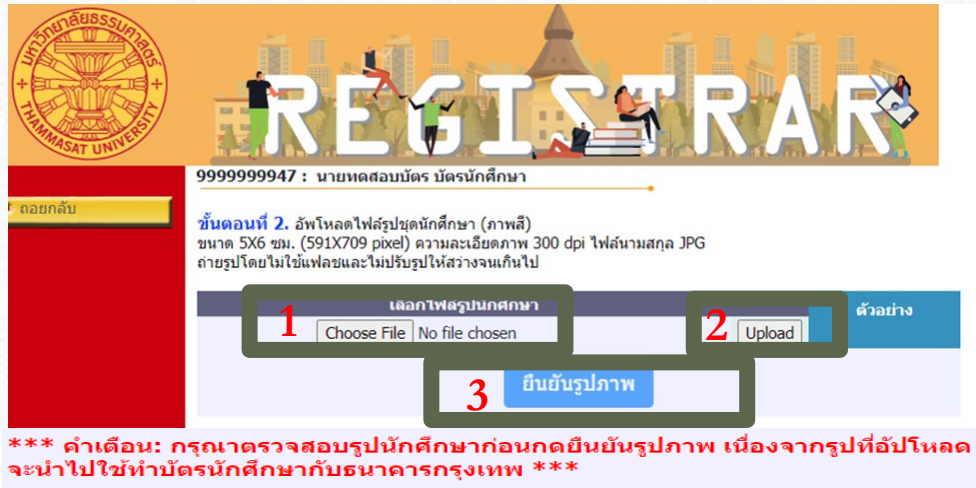 มหาวิทยาลัยธรรมศาสตร์
THAMMASAT UNIVERSITY
REGISTRAR
9999999947 : นายทดสอบบัตร บัตรนักศึกษา
ถอยกลับ
ขั้นตอนที่ 2. อัพโหลดไฟล์รูปชุดนักศึกษา (ภาพสี)
ขนาด 5X6 ซม. (591X709 pixel) ความละเอียดภาพ 300 dpi ไฟล์นามสกุล JPG
ถ่ายรูปโดยไม่ใช้แฟลชและไม่ปรับรูปให้สว่างจนเกินไป
เลือกไฟล์รูปนักศึกษา
ตัวอย่าง
1 Choose File No file chosen
2 Upload
3 ยืนยันรูปภาพ
*** คำเตือน: กรุณาตรวจสอบรูปนักศึกษาก่อนกดยืนยันรูปภาพ เนื่องจากรูปที่อัปโหลด
จะนำไปใช้ทำบัตรนักศึกษากับธนาคารกรุงเทพ ***